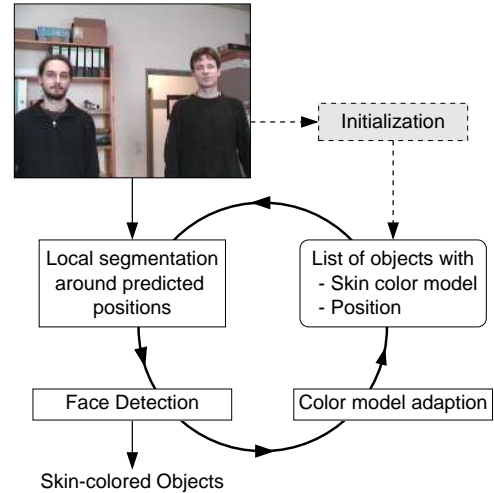 Initialization
Local segmentation
around predicted
positions
List of objects with
- Skin color model
- Position
Face Detection
Color model adaption
Skin-colored Objects